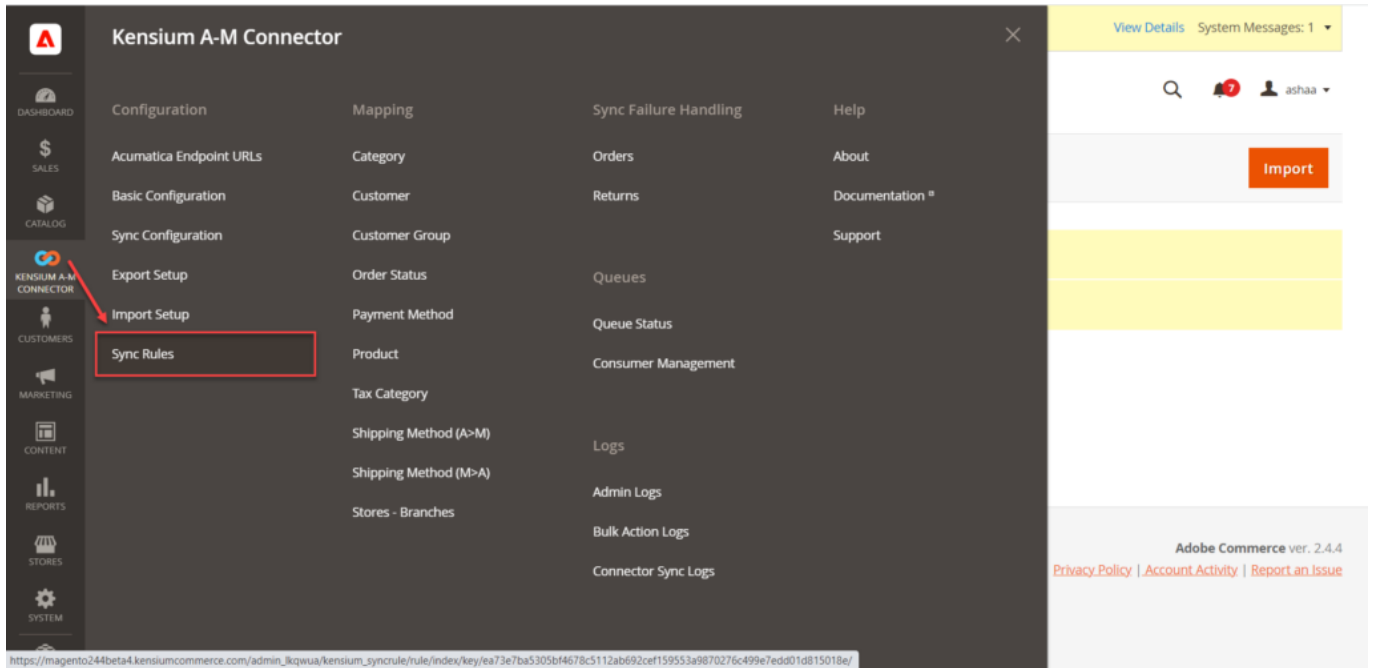 Kensium A-M Connector
View Details System Messages: 1
7
ashaa
Import
DASHBOARD
$
SALES
CATALOG
KENSIUM A-M
CONNECTOR
CUSTOMERS
MARKETING
CONTENT
REPORTS
STORES
SYSTEM
Configuration
Acumatica Endpoint URLs
Basic Configuration
Sync Configuration
Export Setup
Import Setup
Sync Rules
Mapping
Category
Customer
Customer Group
Order Status
Payment Method
Product
Tax Category
Shipping Method (A>M)
Shipping Method (M>A)
Stores - Branches
Sync Failure Handling
Orders
Returns
Queues
Queue Status
Consumer Management
Logs
Admin Logs
Bulk Action Logs
Connector Sync Logs
Help
About
Documentation
Support
Adobe Commerce ver. 2.4.4
Privacy Policy | Account Activity | Report an Issue
https://magento244beta4.kensiumcommerce.com/admin_lkqwua/kensium_syncrule/rule/index/key/ea73e7ba5305bf4678c5112ab692cef159553a9870276c499e7edd01d815018e/